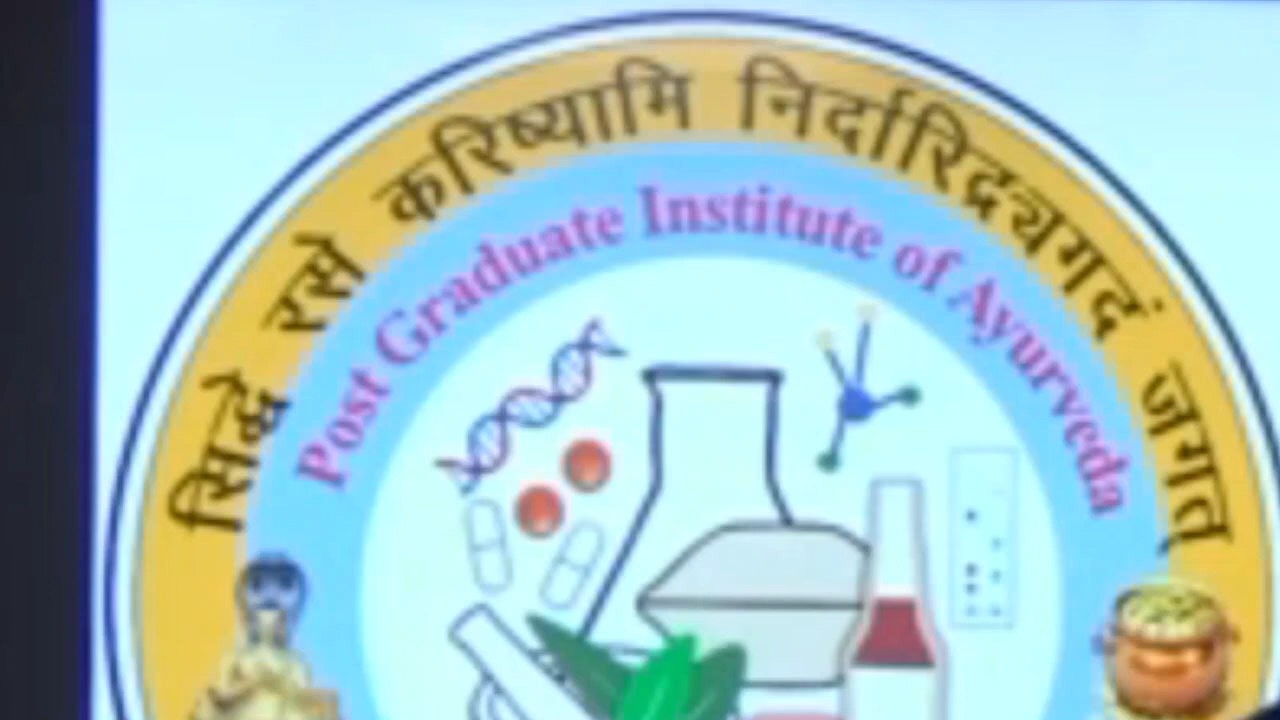 सिद्धे रसे करिष्यामि निर्दारिद्र्यगदं जगत
Post Graduate Institute of Ayurveda